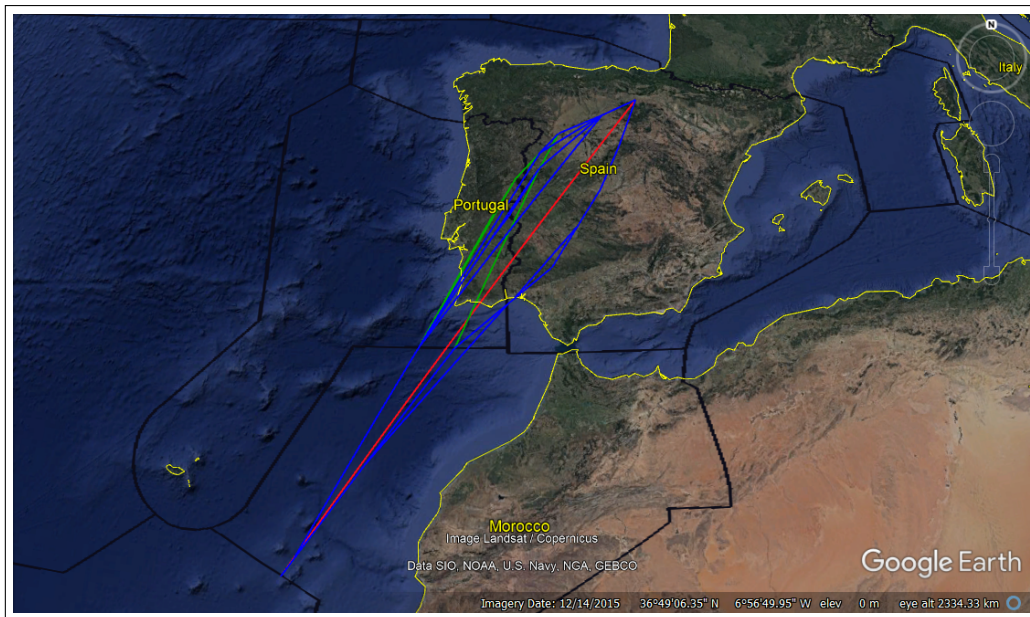 N
Italy
Spain
Portugal
Morocco
Image Landsat / Copernicus
Data SIO, NOAA, U.S. Navy, NGA, GEBCO
Google Earth
Imagery Date: 12/14/2015 36°49'06.35" N 6°56'49.95" W elev 0 m eye alt 2334.33 km